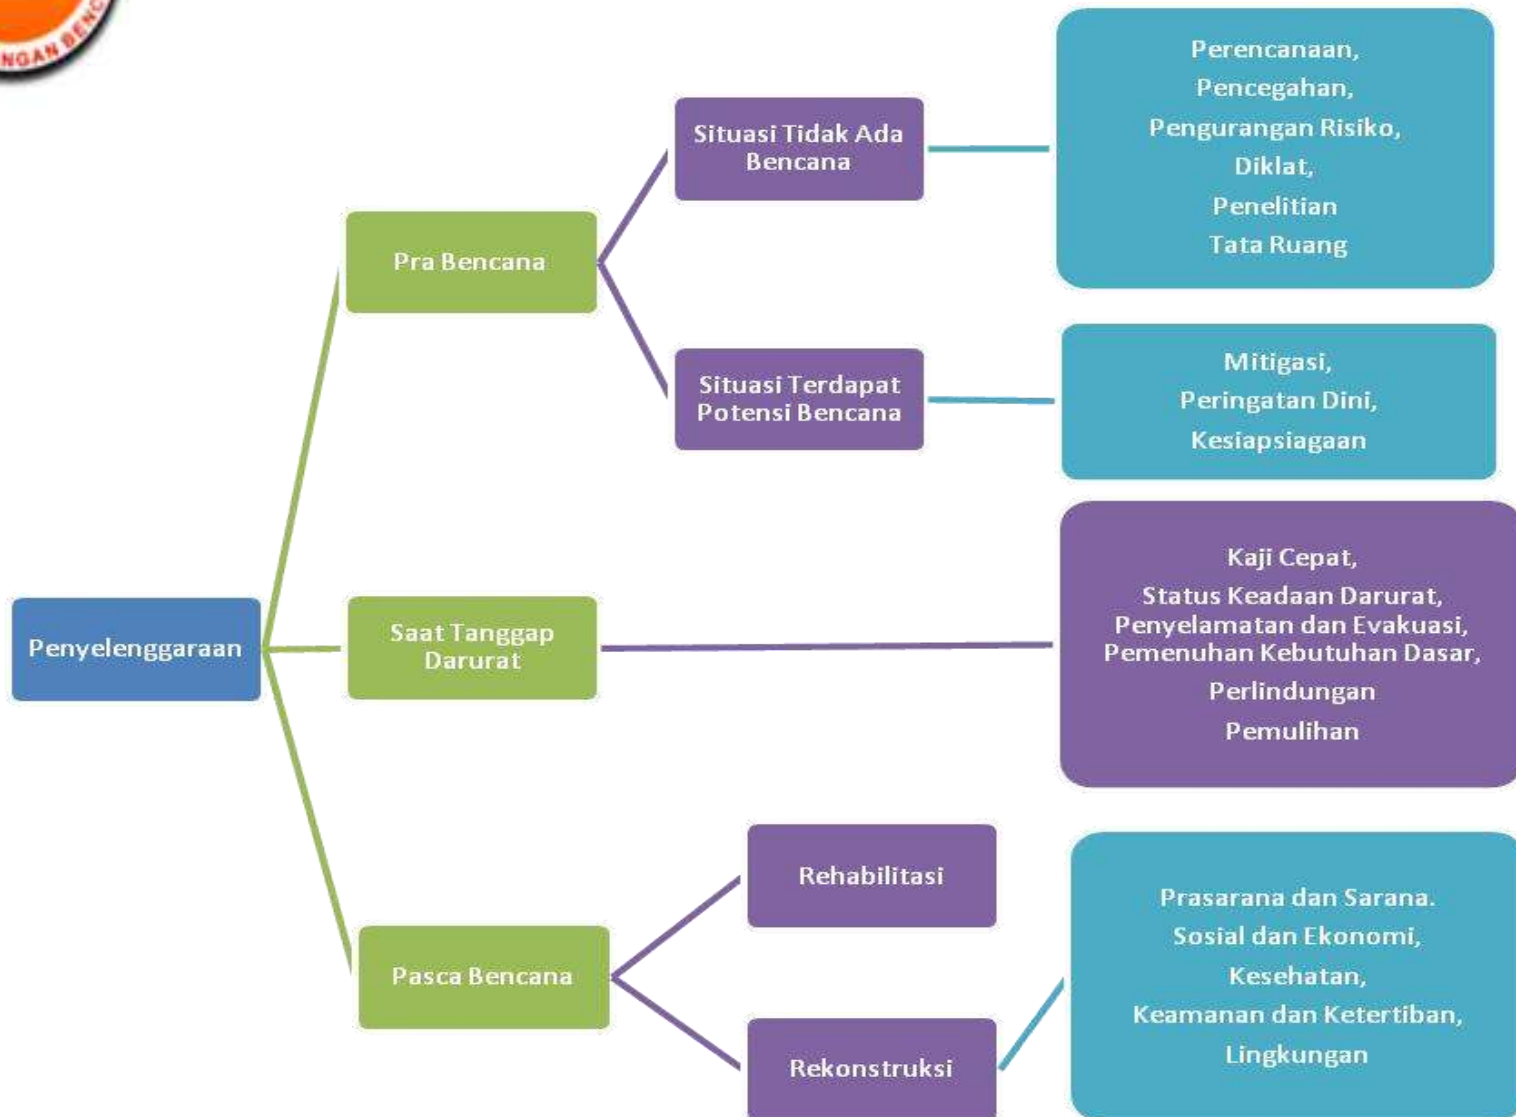 NGAN BENC
Perencanaan,
Pencegahan,
Pengurangan Risiko,
Diklat,
Penelitian
Tata Ruang
Situasi Tidak Ada
Bencana
Pra Bencana
Situasi Terdapat
Potensi Bencana
Mitigasi,
Peringatan Dini,
Kesiapsiagaan
Penyelenggaraan
Saat Tanggap
Darurat
Kaji Cepat,
Status Keadaan Darurat,
Penyelamatan dan Evakuasi,
Pemenuhan Kebutuhan Dasar,
Perlindungan
Pemulihan
Pasca Bencana
Rehabilitasi
Rekonstruksi
Prasarana dan Sarana.
Sosial dan Ekonomi,
Kesehatan,
Keamanan dan Ketertiban,
Lingkungan